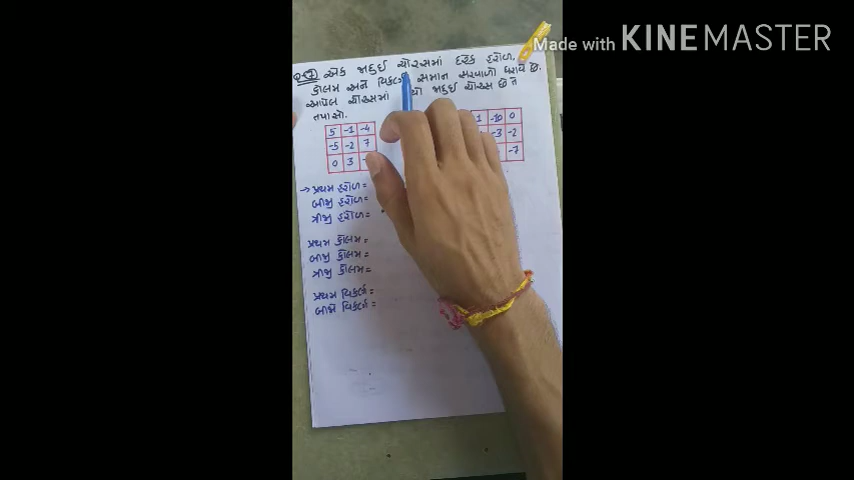 Made with KINEMASTER
Q-(7) એક જાદુઈ ચોરસમાં દરેક હરોળ,
કોલમ અને વિકર્ણ સમાન સરવાળો ધરાવે છે.
આપેલ ચોરસમાં યો જાદુઈ ચોરસ છે તે
તપાસો.
5 -1 -4 1 -10 0
-5 -2 7 -3 -2
0 3 -7
→ પ્રથમ હરોળ =
બીજી હરોળ =
ત્રીજી હરોળ =
પ્રથમ કોલમ =
બીજી કોલમ =
ત્રીજી કોલમ =
પ્રથમ વિકર્ણ =
બીજો વિકર્ણ =